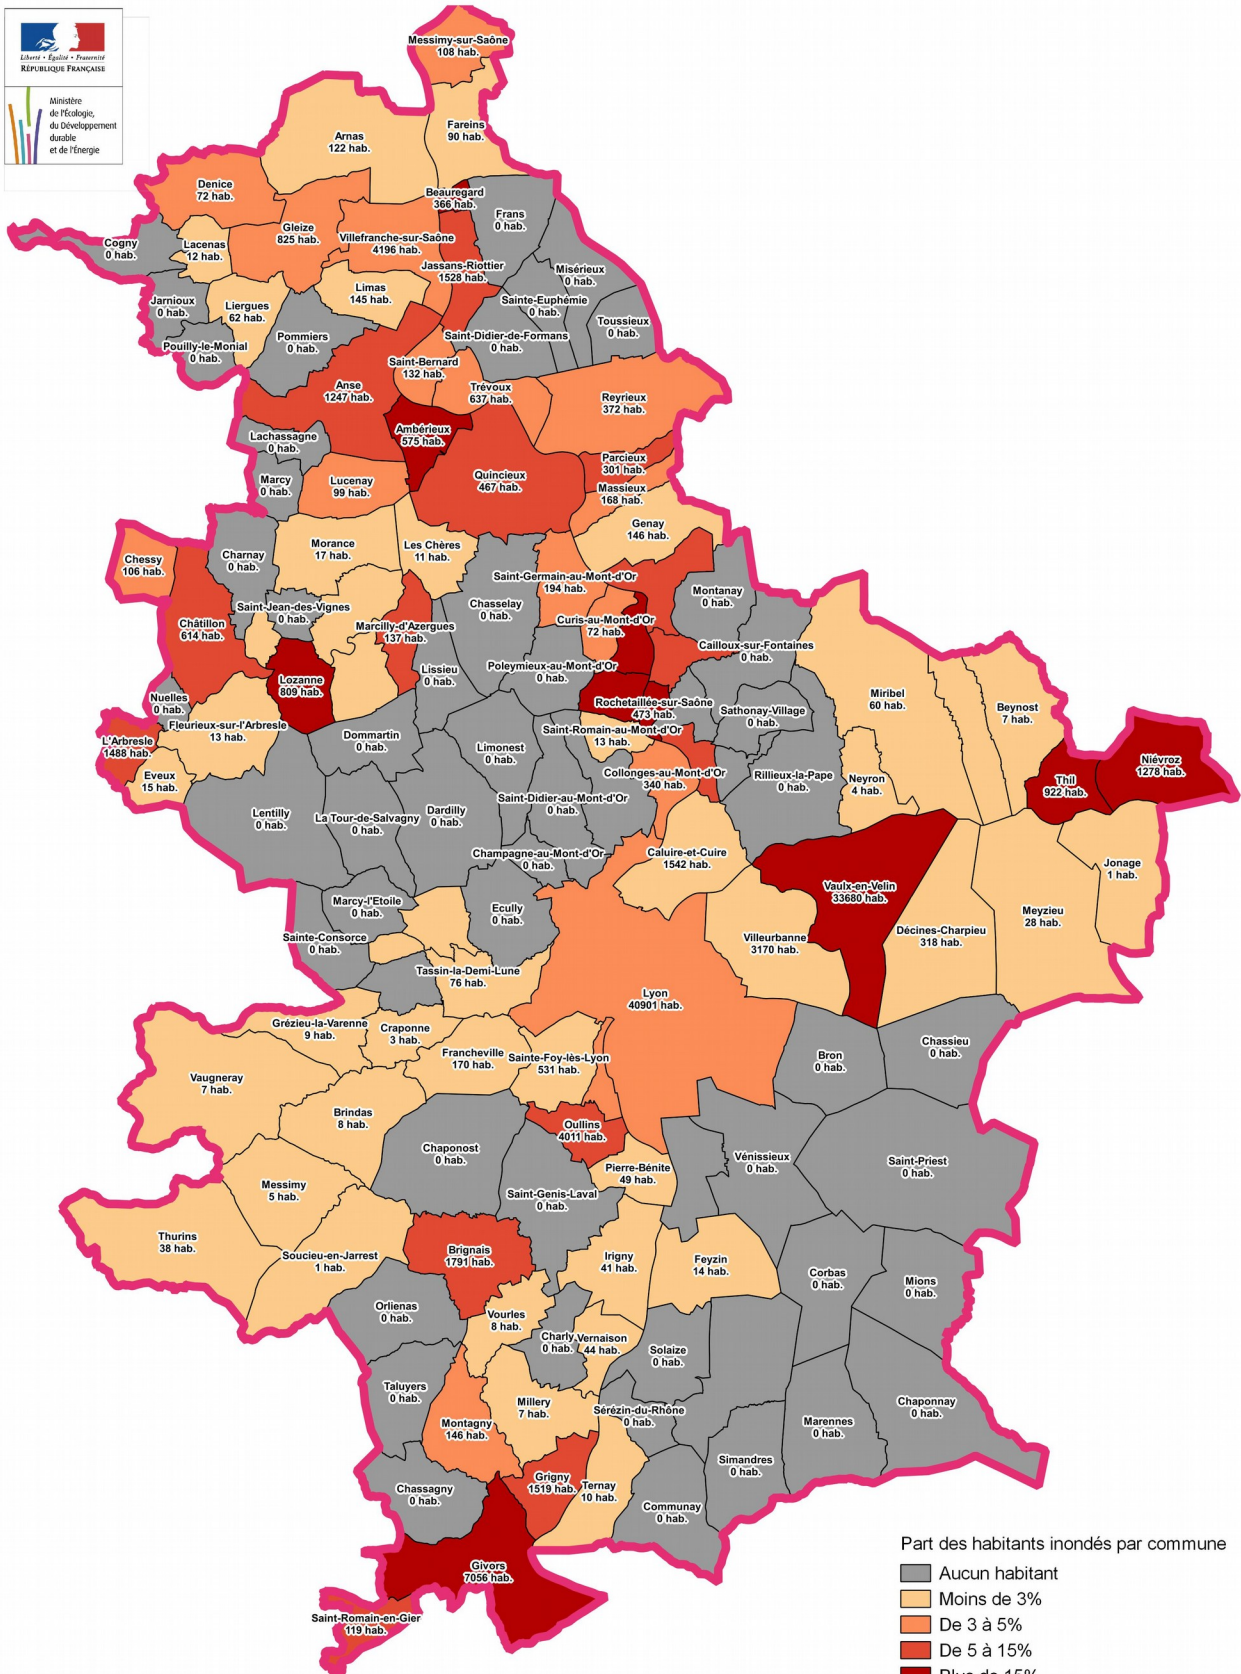 Liberté • Égalité • Fraternité
RÉPUBLIQUE FRANÇAISE
Ministère
de l'Écologie,
du Développement
durable
et de l'Énergie
Messimy-sur-Saône
108 hab.
Arnas
122 hab.
Fareins
90 hab.
Denice
72 hab.
Beauregard
366 hab.
Frans
0 hab.
Gleize
825 hab.
Villefranche-sur-Saône
4196 hab.
Cogny
0 hab.
Lacenas
12 hab.
Jassans-Riottier
1528 hab.
Misérieux
0 hab.
Limas
145 hab.
Jarnioux
0 hab.
Liergues
62 hab.
Sainte-Euphémie
0 hab.
Toussieux
0 hab.
Pommiers
0 hab.
Saint-Didier-de-Formans
0 hab.
Pouilly-le-Monial
0 hab.
Saint-Bernard
132 hab.
Anse
1247 hab.
Trévoux
637 hab.
Reyrieux
372 hab.
Ambérieux
575 hab.
Lachassagne
0 hab.
Parcieux
301 hab.
Marcy
0 hab.
Lucenay
99 hab.
Quincieux
467 hab.
Massieux
168 hab.
Genay
146 hab.
Morance
17 hab.
Les Chères
11 hab.
Charnay
0 hab.
Chessy
106 hab.
Saint-Germain-au-Mont-d'Or
194 hab.
Montanay
0 hab.
Saint-Jean-des-Vignes
0 hab.
Chasselay
0 hab.
Châtillon
614 hab.
Marcilly-d'Azergues
137 hab.
Curis-au-Mont-d'Or
72 hab.
Cailloux-sur-Fontaines
0 hab.
Lissieu
0 hab.
Poleymieux-au-Mont-d'Or
0 hab.
Lozanne
809 hab.
Miribel
60 hab.
Nuelles
0 hab.
Rochetaillée-sur-Saône
473 hab.
Sathonay-Village
0 hab.
Beynost
7 hab.
Fleurieux-sur-l'Arbresle
13 hab.
Saint-Romain-au-Mont-d'Or
13 hab.
Dommartin
0 hab.
L'Arbresle
1488 hab.
Limonest
0 hab.
Niévroz
1278 hab.
Eveux
15 hab.
Collonges-au-Mont-d'Or
340 hab.
Rillieux-la-Pape
0 hab.
Neyron
4 hab.
Thil
922 hab.
Saint-Didier-au-Mont-d'Or
0 hab.
Lentilly
0 hab.
La Tour-de-Salvagny
0 hab.
Dardilly
0 hab.
Champagne-au-Mont-d'Or
0 hab.
Caluire-et-Cuire
1542 hab.
Jonage
1 hab.
Vaulx-en-Velin
33680 hab.
Marcy-l'Etoile
0 hab.
Ecully
0 hab.
Meyzieu
28 hab.
Sainte-Consorce
0 hab.
Villeurbanne
3170 hab.
Décines-Charpieu
318 hab.
Tassin-la-Demi-Lune
76 hab.
Lyon
40901 hab.
Grézieu-la-Varenne
9 hab.
Craponne
3 hab.
Chassieu
0 hab.
Francheville
170 hab.
Sainte-Foy-lès-Lyon
531 hab.
Bron
0 hab.
Vaugneray
7 hab.
Brindas
8 hab.
Oullins
4011 hab.
Chaponost
0 hab.
Pierre-Bénite
49 hab.
Vénissieux
0 hab.
Saint-Priest
0 hab.
Messimy
5 hab.
Saint-Genis-Laval
0 hab.
Thurins
38 hab.
Soucieu-en-Jarrest
1 hab.
Brignais
1791 hab.
Irigny
41 hab.
Feyzin
14 hab.
Corbas
0 hab.
Mions
0 hab.
Orlienas
0 hab.
Vourles
8 hab.
Charly
0 hab.
Vernaison
44 hab.
Solaize
0 hab.
Taluyers
0 hab.
Millery
7 hab.
Sérézin-du-Rhône
0 hab.
Chaponnay
0 hab.
Montagny
146 hab.
Marennes
0 hab.
Simandres
0 hab.
Chassagny
0 hab.
Grigny
1519 hab.
Ternay
10 hab.
Communay
0 hab.
Givors
7056 hab.
Saint-Romain-en-Gier
119 hab.
Part des habitants inondés par commune
Aucun habitant
Moins de 3%
De 3 à 5%
De 5 à 15%
Plus de 15%